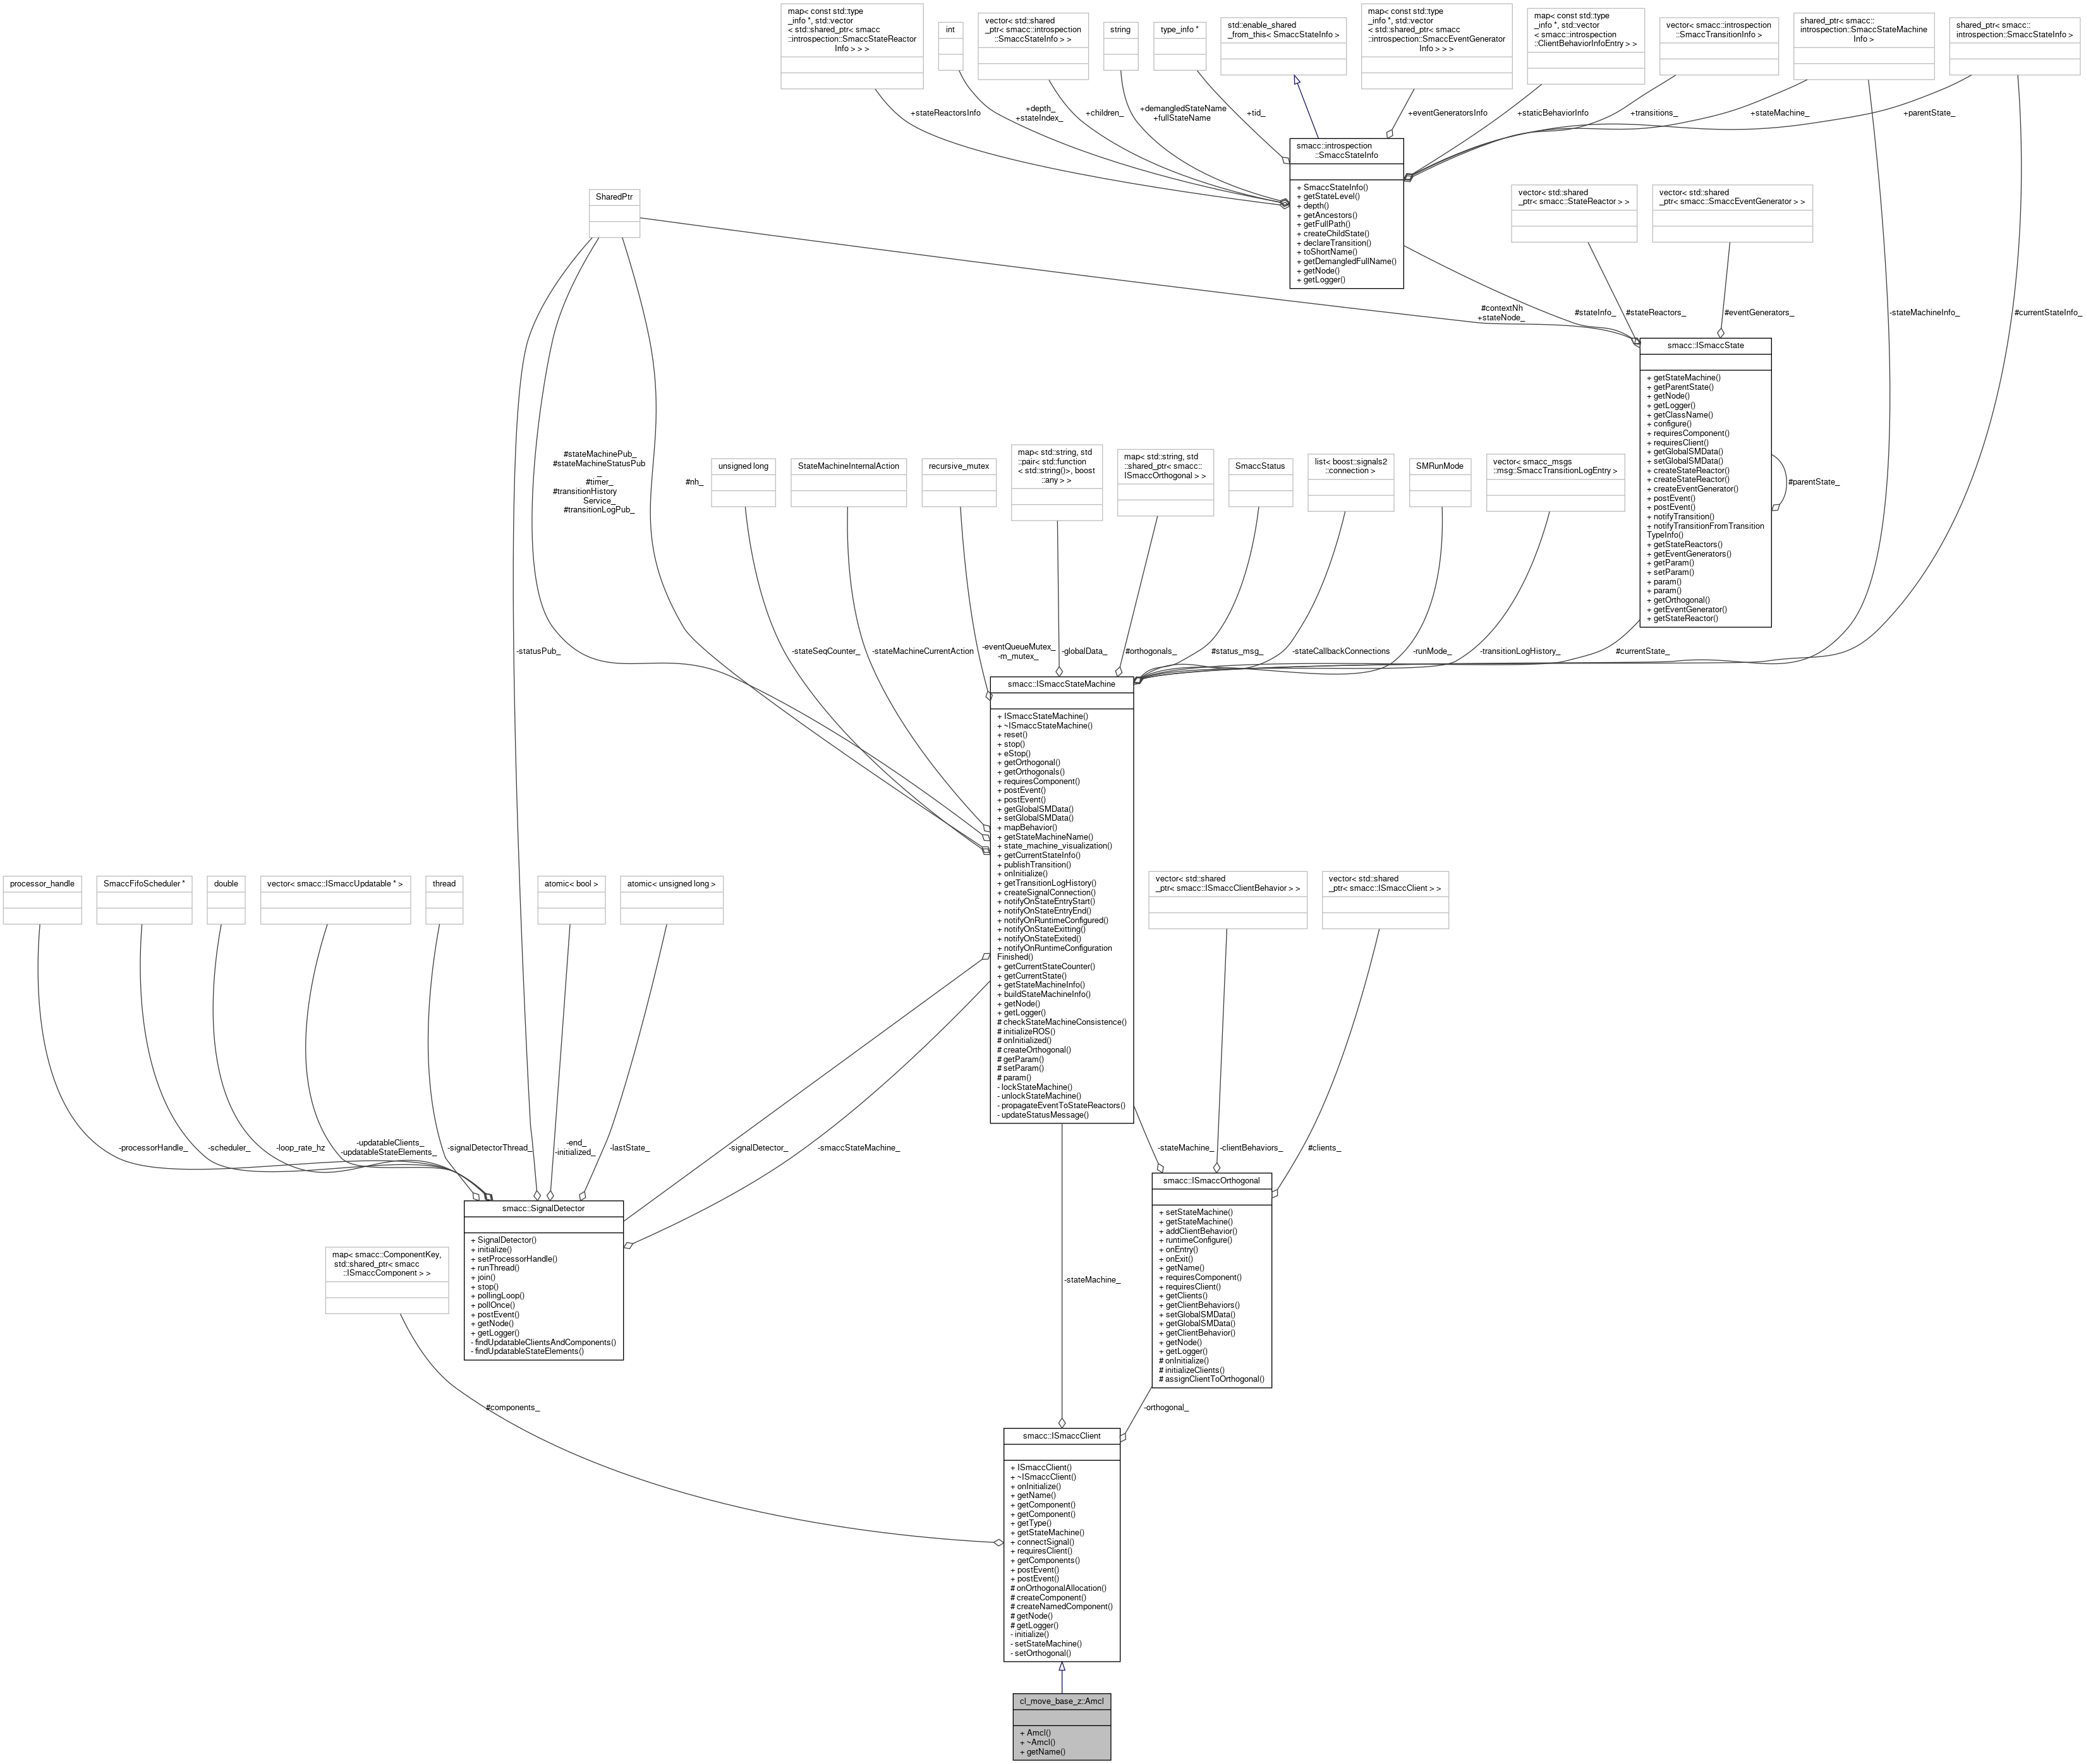 map< const std::type
_info *, std::vector
< std::shared_ptr< smacc
::introspection::SmaccStateReactor
Info > > >
int
vector< std::shared
_ptr< smacc::introspection
::SmaccStateInfo > >
string
type_info *
std::enable_shared
_from_this< SmaccStateInfo >
map< const std::type
_info *, std::vector
< std::shared_ptr< smacc
::introspection::SmaccEventGenerator
Info > > >
map< const std::type
_info *, std::vector
< smacc::introspection
::ClientBehaviorInfoEntry > >
vector< smacc::introspection
::SmaccTransitionInfo >
shared_ptr< smacc::
introspection::SmaccStateMachine
Info >
shared_ptr< smacc::
introspection::SmaccStateInfo >
+stateReactorsInfo
+depth_
+stateIndex_
+children_
+demangledStateName
+fullStateName
+tid_
+eventGeneratorsInfo
+staticBehaviorInfo
+transitions_
+stateMachine_
+parentState_
smacc::introspection
::SmaccStateInfo
+ SmaccStateInfo()
+ getStateLevel()
+ depth()
+ getAncestors()
+ getFullPath()
+ createChildState()
+ declareTransition()
+ toShortName()
+ getDemangledFullName()
+ getNode()
+ getLogger()
SharedPtr
vector< std::shared
_ptr< smacc::StateReactor > >
vector< std::shared
_ptr< smacc::SmaccEventGenerator > >
#contextNh
+stateNode_
#stateInfo_
#stateReactors_
#eventGenerators_
-stateMachineInfo_
#currentStateInfo_
smacc::ISmaccState
+ getStateMachine()
+ getParentState()
+ getNode()
+ getLogger()
+ getClassName()
+ configure()
+ requiresComponent()
+ requiresClient()
+ getGlobalSMData()
+ setGlobalSMData()
+ createStateReactor()
+ createStateReactor()
+ createEventGenerator()
+ postEvent()
+ postEvent()
+ notifyTransition()
+ notifyTransitionFromTransition
TypeInfo()
+ getStateReactors()
+ getEventGenerators()
+ getParam()
+ setParam()
+ param()
+ param()
+ getOrthogonal()
+ getEventGenerator()
+ getStateReactor()
#parentState_
#stateMachinePub_
#stateMachineStatusPub
_
#timer_
#transitionHistory
Service_
#transitionLogPub_
#nh_
unsigned long
StateMachineInternalAction
recursive_mutex
map< std::string, std
::pair< std::function
< std::string()>, boost
::any > >
map< std::string, std
::shared_ptr< smacc::
ISmaccOrthogonal > >
SmaccStatus
list< boost::signals2
::connection >
SMRunMode
vector< smacc_msgs
::msg::SmaccTransitionLogEntry >
-statusPub_
-stateSeqCounter_
-stateMachineCurrentAction
-eventQueueMutex_
-m_mutex_
-globalData_
#orthogonals_
#status_msg_
-stateCallbackConnections
-runMode_
-transitionLogHistory_
#currentState_
smacc::ISmaccStateMachine
+ ISmaccStateMachine()
+ ~ISmaccStateMachine()
+ reset()
+ stop()
+ eStop()
+ getOrthogonal()
+ getOrthogonals()
+ requiresComponent()
+ postEvent()
+ postEvent()
+ getGlobalSMData()
+ setGlobalSMData()
+ mapBehavior()
+ getStateMachineName()
+ state_machine_visualization()
+ getCurrentStateInfo()
+ publishTransition()
+ onInitialize()
+ getTransitionLogHistory()
+ createSignalConnection()
+ notifyOnStateEntryStart()
+ notifyOnStateEntryEnd()
+ notifyOnRuntimeConfigured()
+ notifyOnStateExitting()
+ notifyOnStateExited()
+ notifyOnRuntimeConfiguration
Finished()
+ getCurrentStateCounter()
+ getCurrentState()
+ getStateMachineInfo()
+ buildStateMachineInfo()
+ getNode()
+ getLogger()
# checkStateMachineConsistence()
# initializeROS()
# onInitialized()
# createOrthogonal()
# getParam()
# setParam()
# param()
- lockStateMachine()
- unlockStateMachine()
- propagateEventToStateReactors()
- updateStatusMessage()
processor_handle
SmaccFifoScheduler *
double
vector< smacc::ISmaccUpdatable * >
thread
atomic< bool >
atomic< unsigned long >
vector< std::shared
_ptr< smacc::ISmaccClientBehavior > >
vector< std::shared
_ptr< smacc::ISmaccClient > >
-processorHandle_
-scheduler_
-loop_rate_hz
-updatableClients_
-updatableStateElements_
-signalDetectorThread_
-end_
-initialized_
-lastState_
-signalDetector_
-smaccStateMachine_
-stateMachine_
-clientBehaviors_
#clients_
smacc::SignalDetector
+ SignalDetector()
+ initialize()
+ setProcessorHandle()
+ runThread()
+ join()
+ stop()
+ pollingLoop()
+ pollOnce()
+ postEvent()
+ getNode()
+ getLogger()
- findUpdatableClientsAndComponents()
- findUpdatableStateElements()
smacc::ISmaccOrthogonal
+ setStateMachine()
+ getStateMachine()
+ addClientBehavior()
+ runtimeConfigure()
+ onEntry()
+ onExit()
+ getName()
+ requiresComponent()
+ requiresClient()
+ getClients()
+ getClientBehaviors()
+ setGlobalSMData()
+ getGlobalSMData()
+ getClientBehavior()
+ getNode()
+ getLogger()
# onInitialize()
# initializeClients()
# assignClientToOrthogonal()
map< smacc::ComponentKey,
std::shared_ptr< smacc
::ISmaccComponent > >
-stateMachine_
#components_
-orthogonal_
smacc::ISmaccClient
+ ISmaccClient()
+ ~ISmaccClient()
+ onInitialize()
+ getName()
+ getComponent()
+ getComponent()
+ getType()
+ getStateMachine()
+ connectSignal()
+ requiresClient()
+ getComponents()
+ postEvent()
+ postEvent()
# onOrthogonalAllocation()
# createComponent()
# createNamedComponent()
# getNode()
# getLogger()
- initialize()
- setStateMachine()
- setOrthogonal()
cl_move_base_z::Amcl
+ Amcl()
+ ~Amcl()
+ getName()